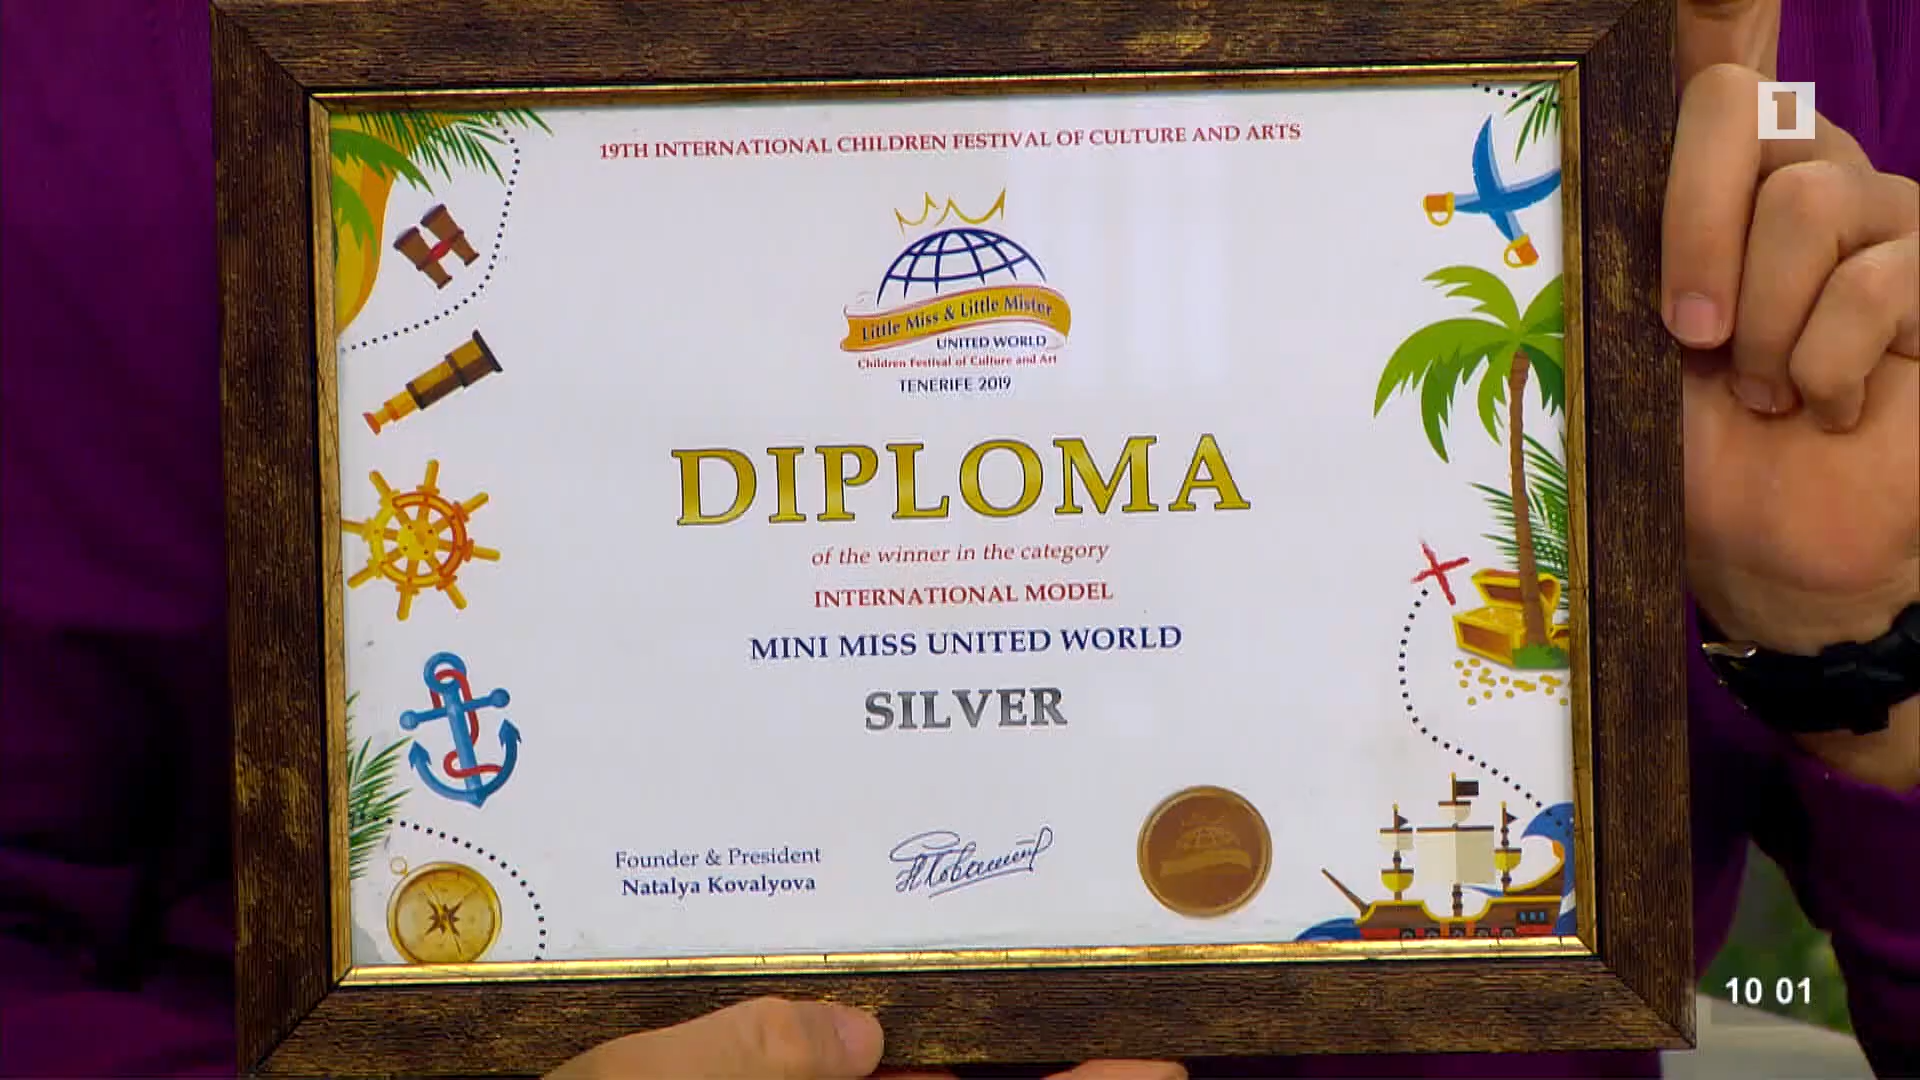 19TH INTERNATIONAL CHILDREN FESTIVAL OF CULTURE AND ARTS
Little Miss & Little Mister
UNITED WORLD
Children Festival of Culture and Art
TENERIFE 2019
DIPLOMA
of the winner in the category
INTERNATIONAL MODEL
MINI MISS UNITED WORLD
SILVER
Founder & President
Natalya Kovalyova
1
10 01